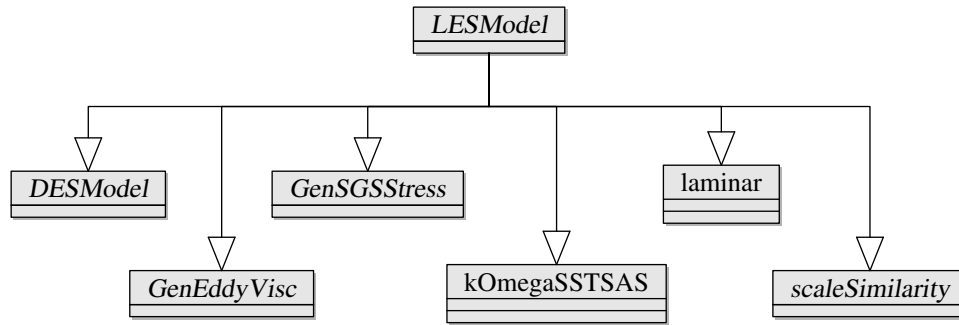 LESModel
DESModel
GenSGSStress
laminar
GenEddyVisc
kOmegaSSTSAS
scaleSimilarity